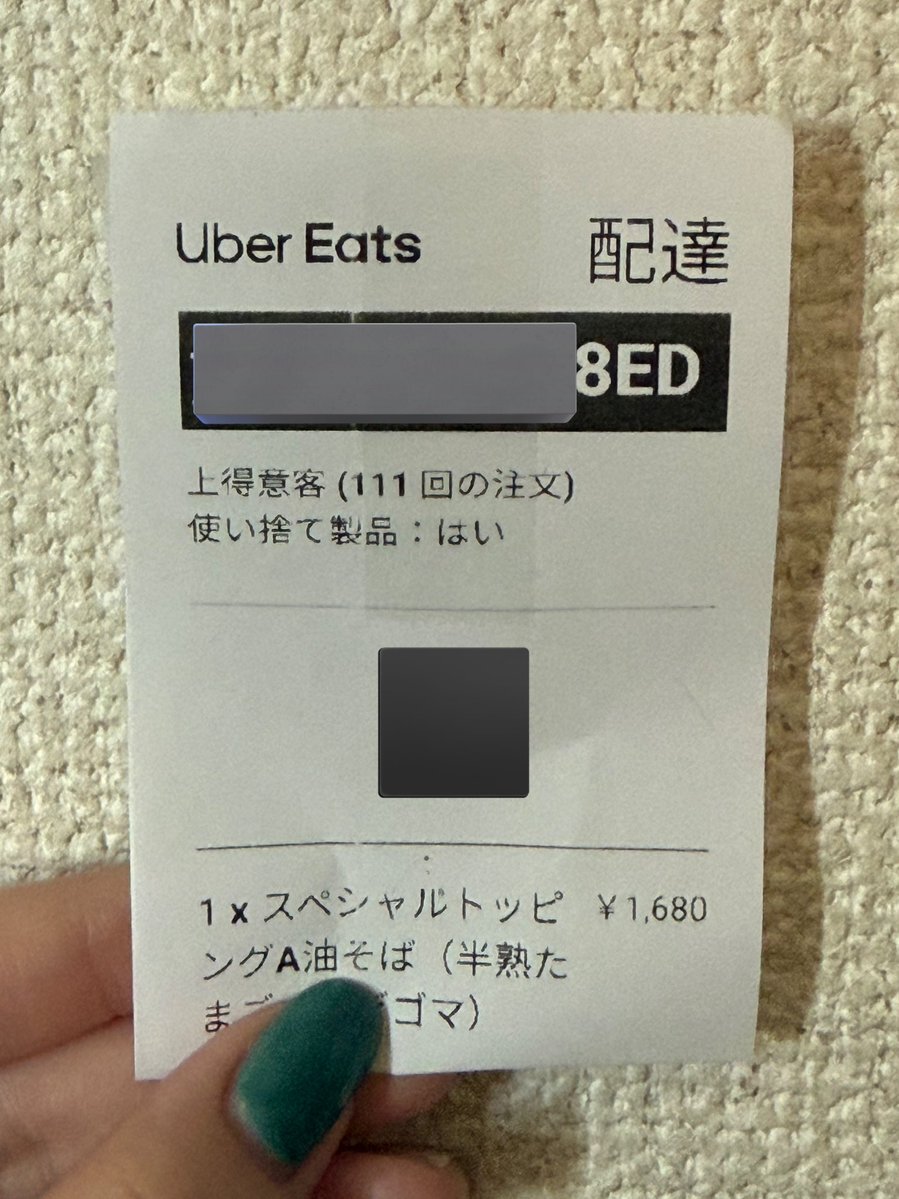 Uber Eats 配達
8ED
上得意客 (111 回の注文)
使い捨て製品：はい
1 x スペシャルトッピ ￥1,680
ングA油そば（半熟た
まご ゴマ）